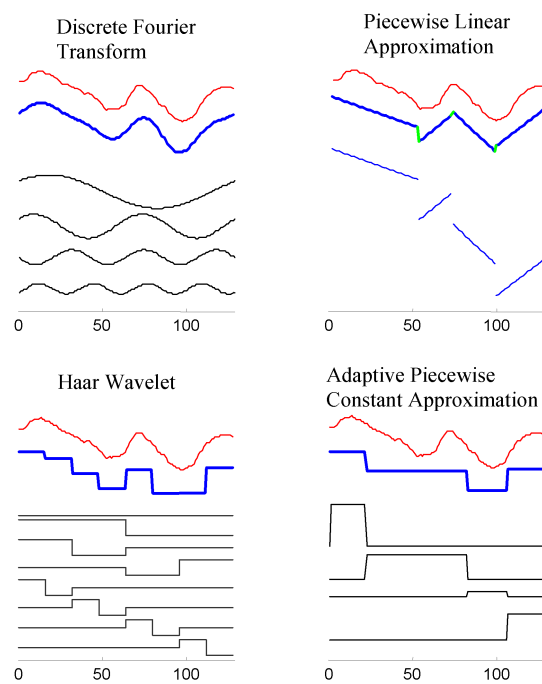 Discrete Fourier
Transform
Piecewise Linear
Approximation
0 50 100
0 50 100
Haar Wavelet
Adaptive Piecewise
Constant Approximation
0 50 100
0 50 100